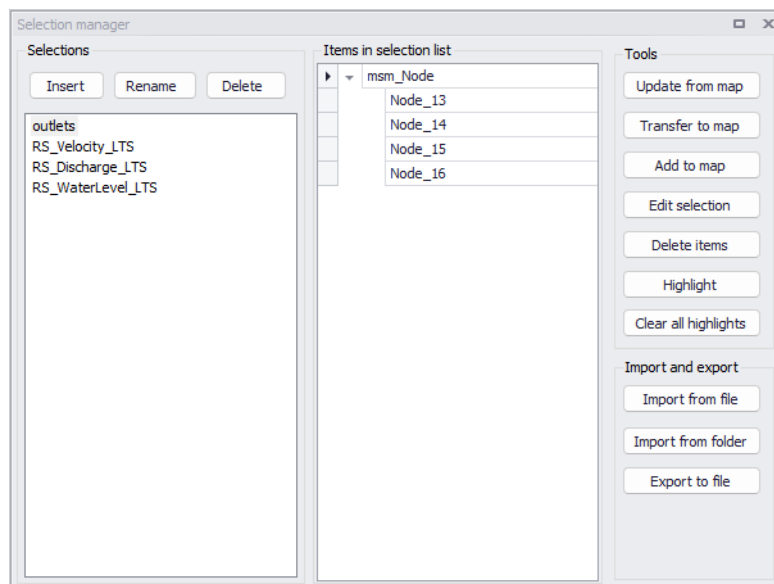 Selection manager
Selections
Insert
Rename
Delete
outlets
RS_Velocity_LTS
RS_Discharge_LTS
RS_WaterLevel_LTS
Items in selection list
msm_Node
Node_13
Node_14
Node_15
Node_16
Tools
Update from map
Transfer to map
Add to map
Edit selection
Delete items
Highlight
Clear all highlights
Import and export
Import from file
Import from folder
Export to file